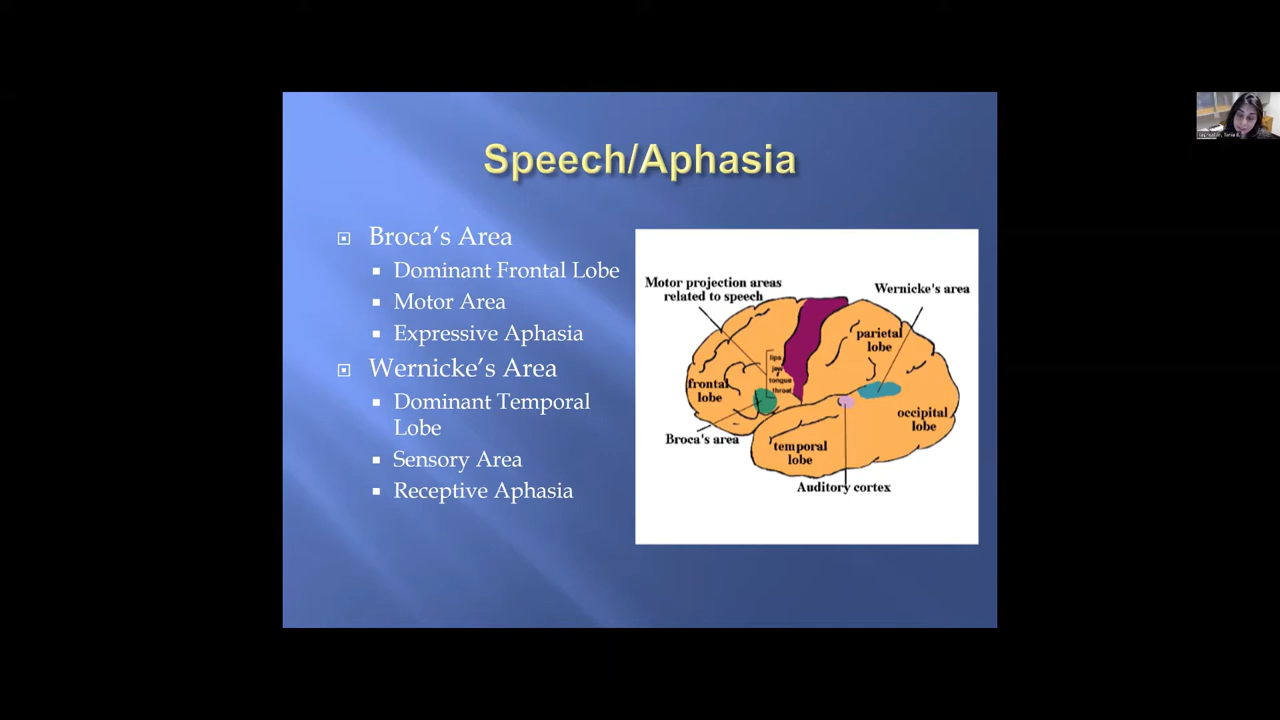 Speech/Aphasia
Broca's Area
Dominant Frontal Lobe
Motor Area
Expressive Aphasia
Wernicke's Area
Dominant Temporal
Lobe
Sensory Area
Receptive Aphasia
Motor projection areas
related to speech
Wernicke's area
parietal
lobe
lips
jaw
tongue
throat
frontal
lobe
occipital
lobe
Broca's area
temporal
lobe
Auditory cortex